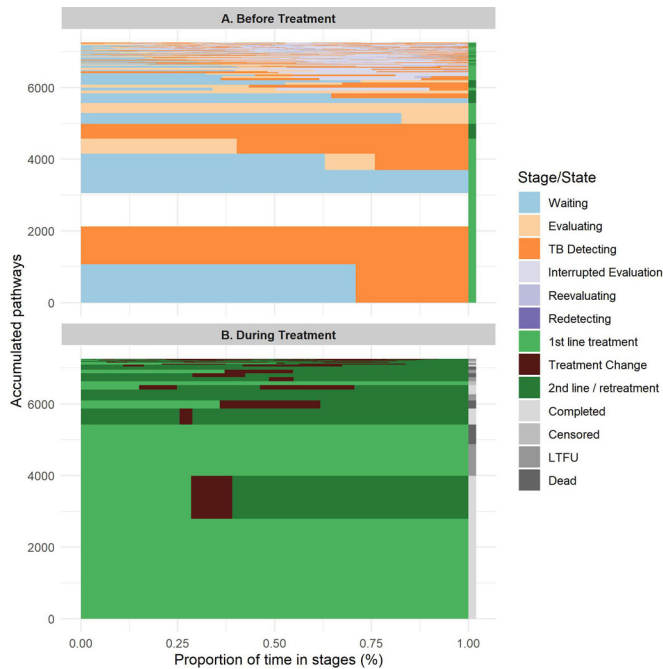 A. Before Treatment
6000
4000
2000
0
B. During Treatment
6000
4000
2000
0
0.00 0.25 0.50 0.75 1.00
Proportion of time in stages (%)
Accumulated pathways
Stage/State
Waiting
Evaluating
TB Detecting
Interrupted Evaluation
Reevaluating
Redetecting
1st line treatment
Treatment Change
2nd line / retreatment
Completed
Censored
LTFU
Dead